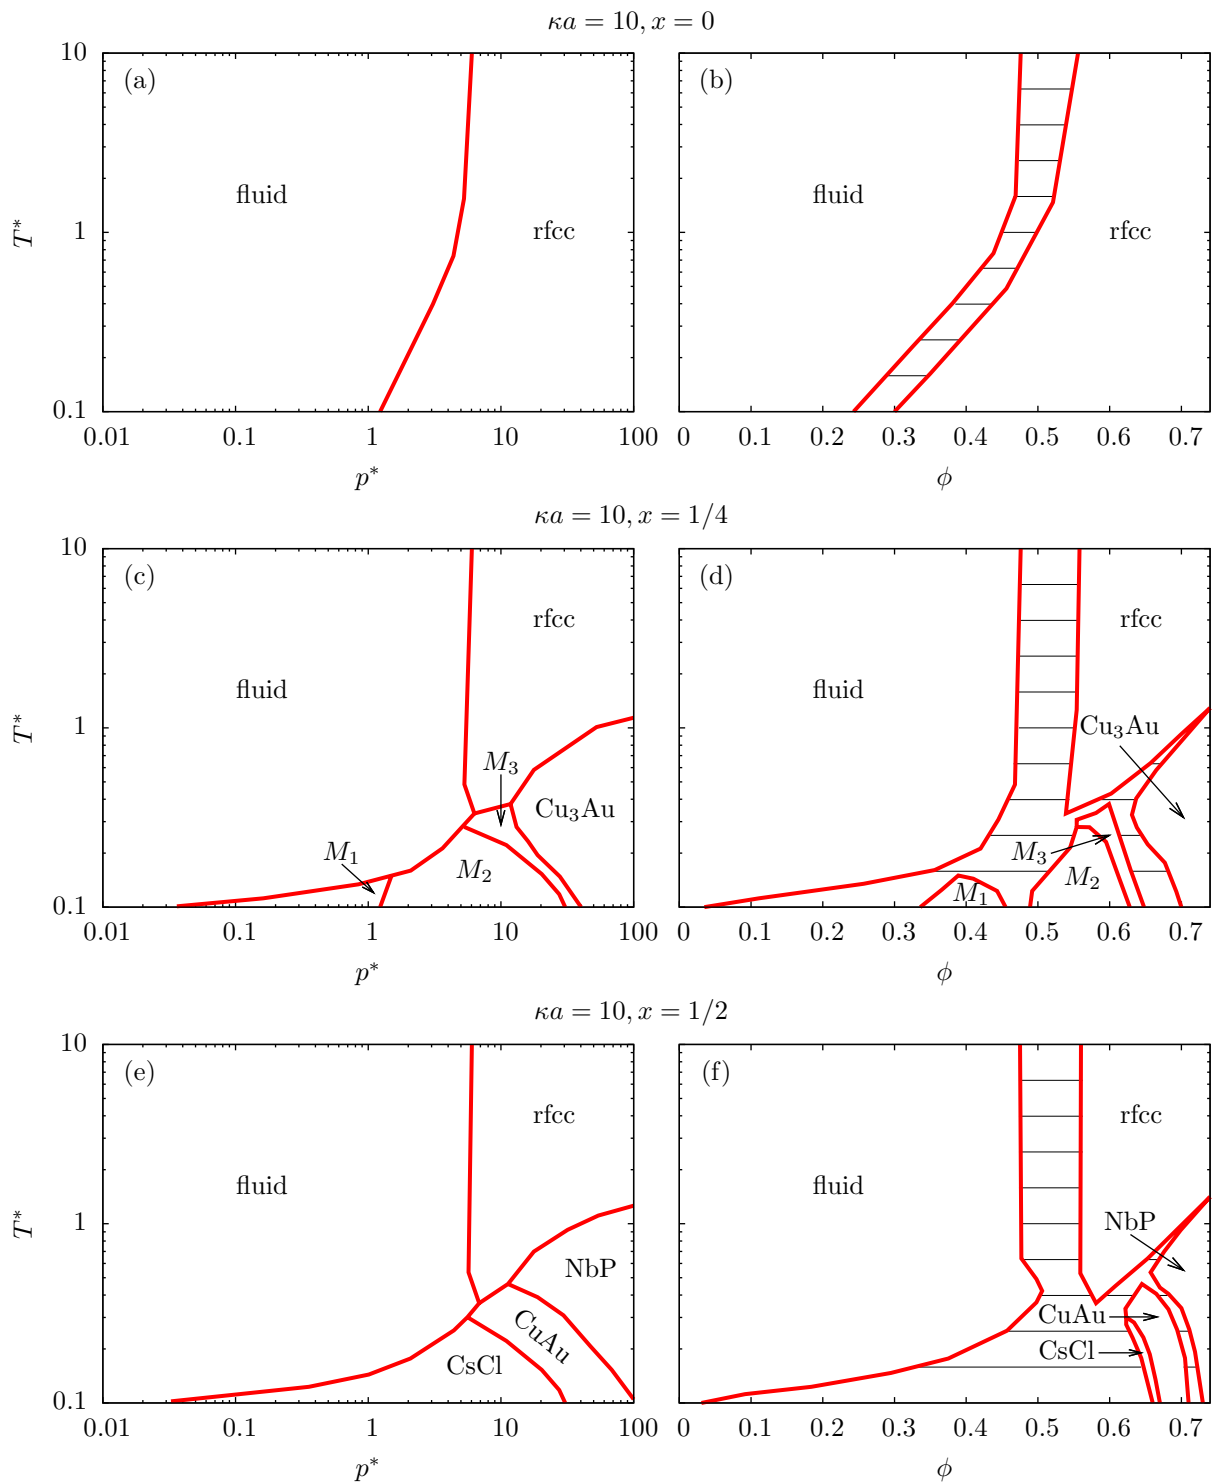 κa = 10, x = 0
(a)
(b)
10
1
0.1
T*
fluid
rfcc
fluid
rfcc
0.01 0.1 1 10 100
0 0.1 0.2 0.3 0.4 0.5 0.6 0.7
p*
ϕ
κa = 10, x = 1/4
(c)
(d)
10
1
0.1
T*
fluid
rfcc
M₃
Cu₃Au
M₁
M₂
fluid
rfcc
Cu₃Au
M₃
M₂
M₁
0.01 0.1 1 10 100
0 0.1 0.2 0.3 0.4 0.5 0.6 0.7
p*
ϕ
κa = 10, x = 1/2
(e)
(f)
10
1
0.1
T*
fluid
rfcc
NbP
CuAu
CsCl
fluid
rfcc
NbP
CuAu
CsCl
0.01 0.1 1 10 100
0 0.1 0.2 0.3 0.4 0.5 0.6 0.7
p*
ϕ